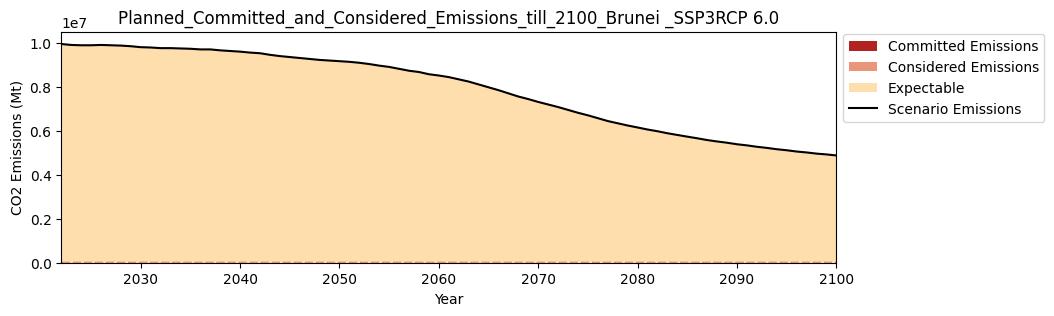 Planned_Committed_and_Considered_Emissions_till_2100_Brunei _SSP3RCP 6.0
1e7
1.0
0.8
0.6
0.4
0.2
0.0
CO2 Emissions (Mt)
2030 2040 2050 2060 2070 2080 2090 2100
Year
Committed Emissions
Considered Emissions
Expectable
Scenario Emissions